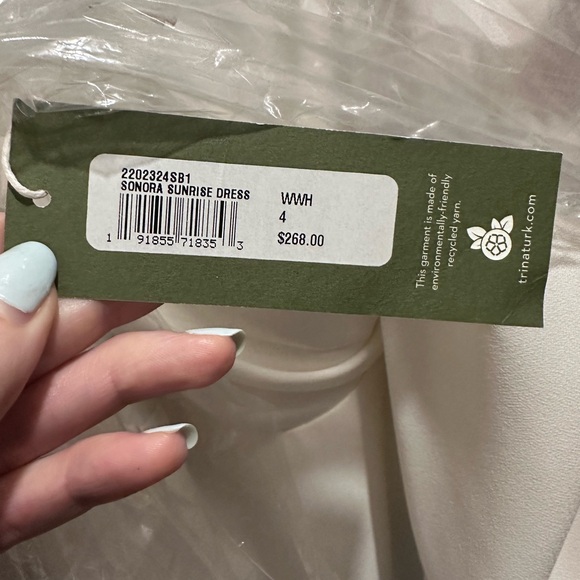 2202324SB1
SONORA SUNRISE DRESS
WWH
4
$268.00
1 91855 71835 3
This garment is made of
environmentally-friendly
recycled yarn.
trinaturk.com